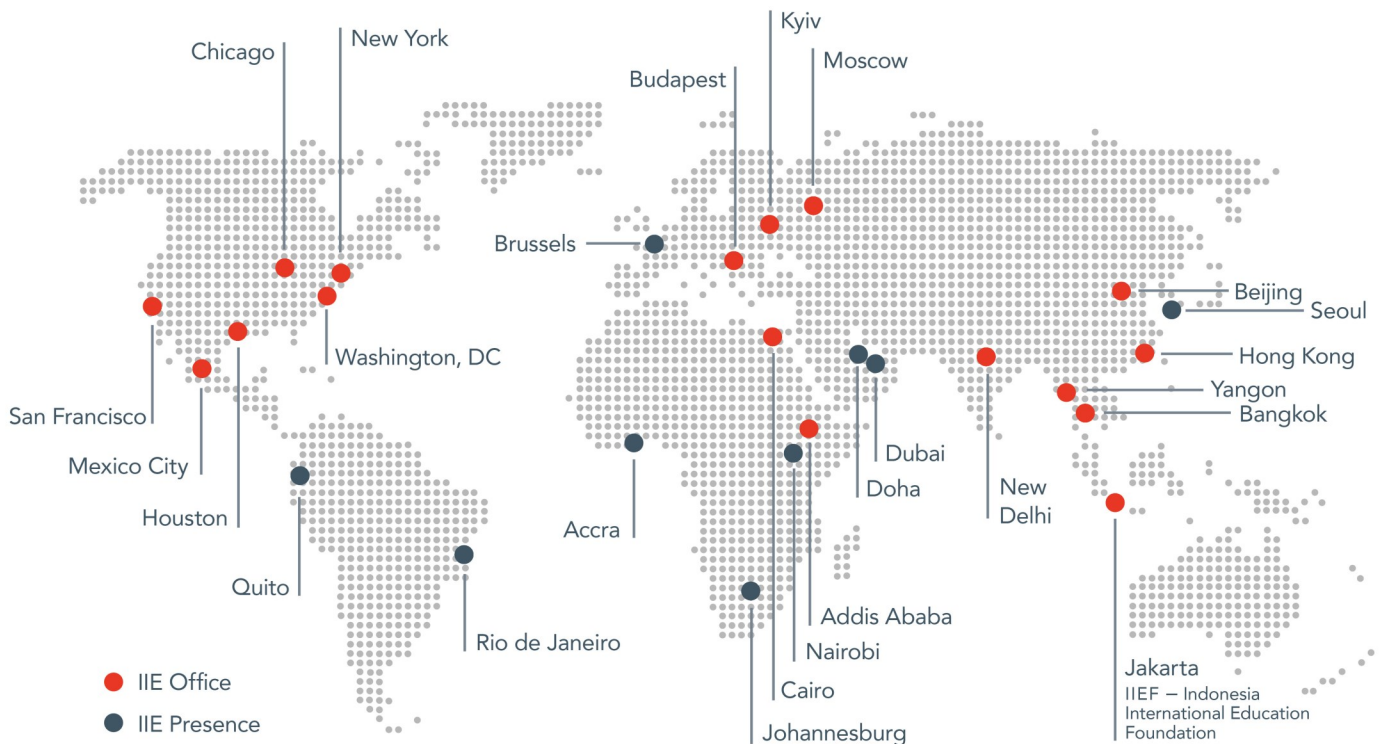 Kyiv
New York
Chicago
Moscow
Budapest
Brussels
Beijing
Seoul
Washington, DC
Hong Kong
Yangon
San Francisco
Bangkok
Dubai
Mexico City
Doha
New
Delhi
Houston
Accra
Quito
Addis Ababa
Rio de Janeiro
Nairobi
Jakarta
IIEF – Indonesia
International Education
Foundation
Cairo
Johannesburg
IIE Office
IIE Presence